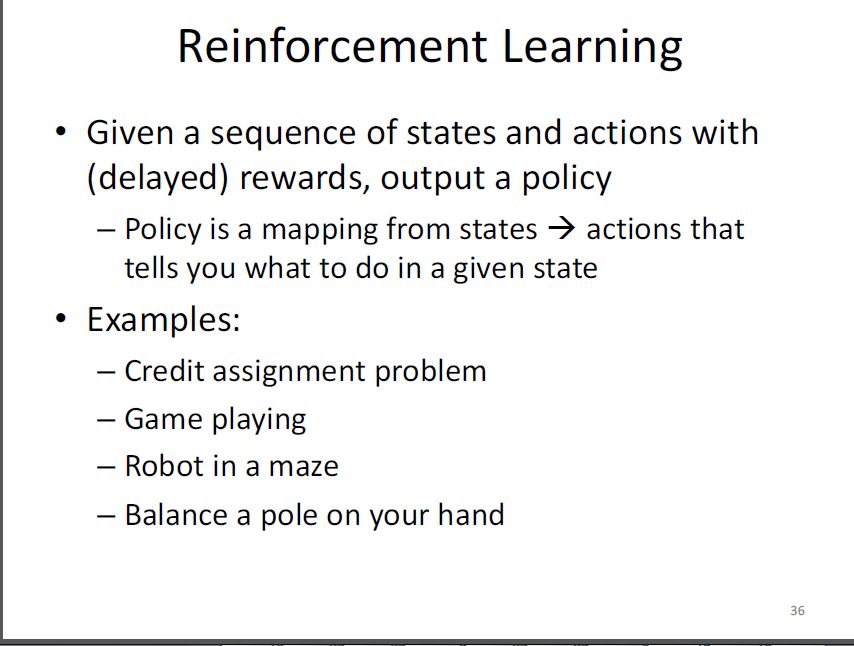 Reinforcement Learning
• Given a sequence of states and actions with
(delayed) rewards, output a policy
– Policy is a mapping from states → actions that
tells you what to do in a given state
• Examples:
– Credit assignment problem
– Game playing
– Robot in a maze
– Balance a pole on your hand
36